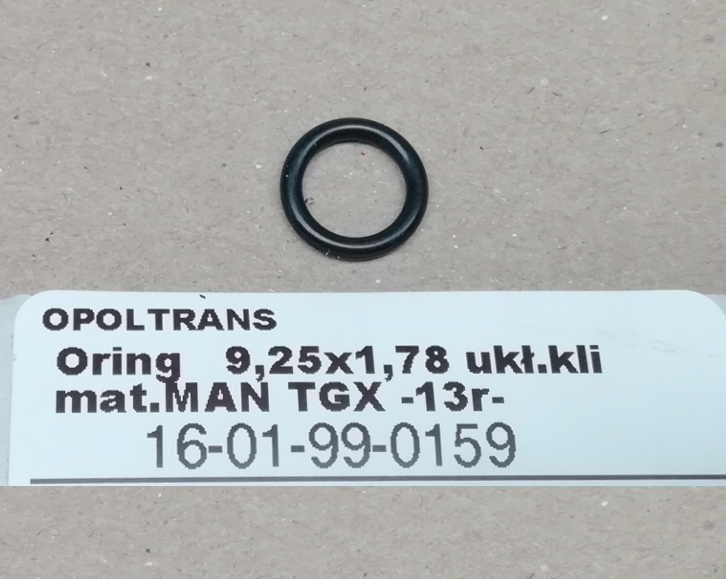 OPOLTRANS
Oring 9,25x1,78 ukł.kli
mat.MAN TGX -13r-
16-01-99-0159